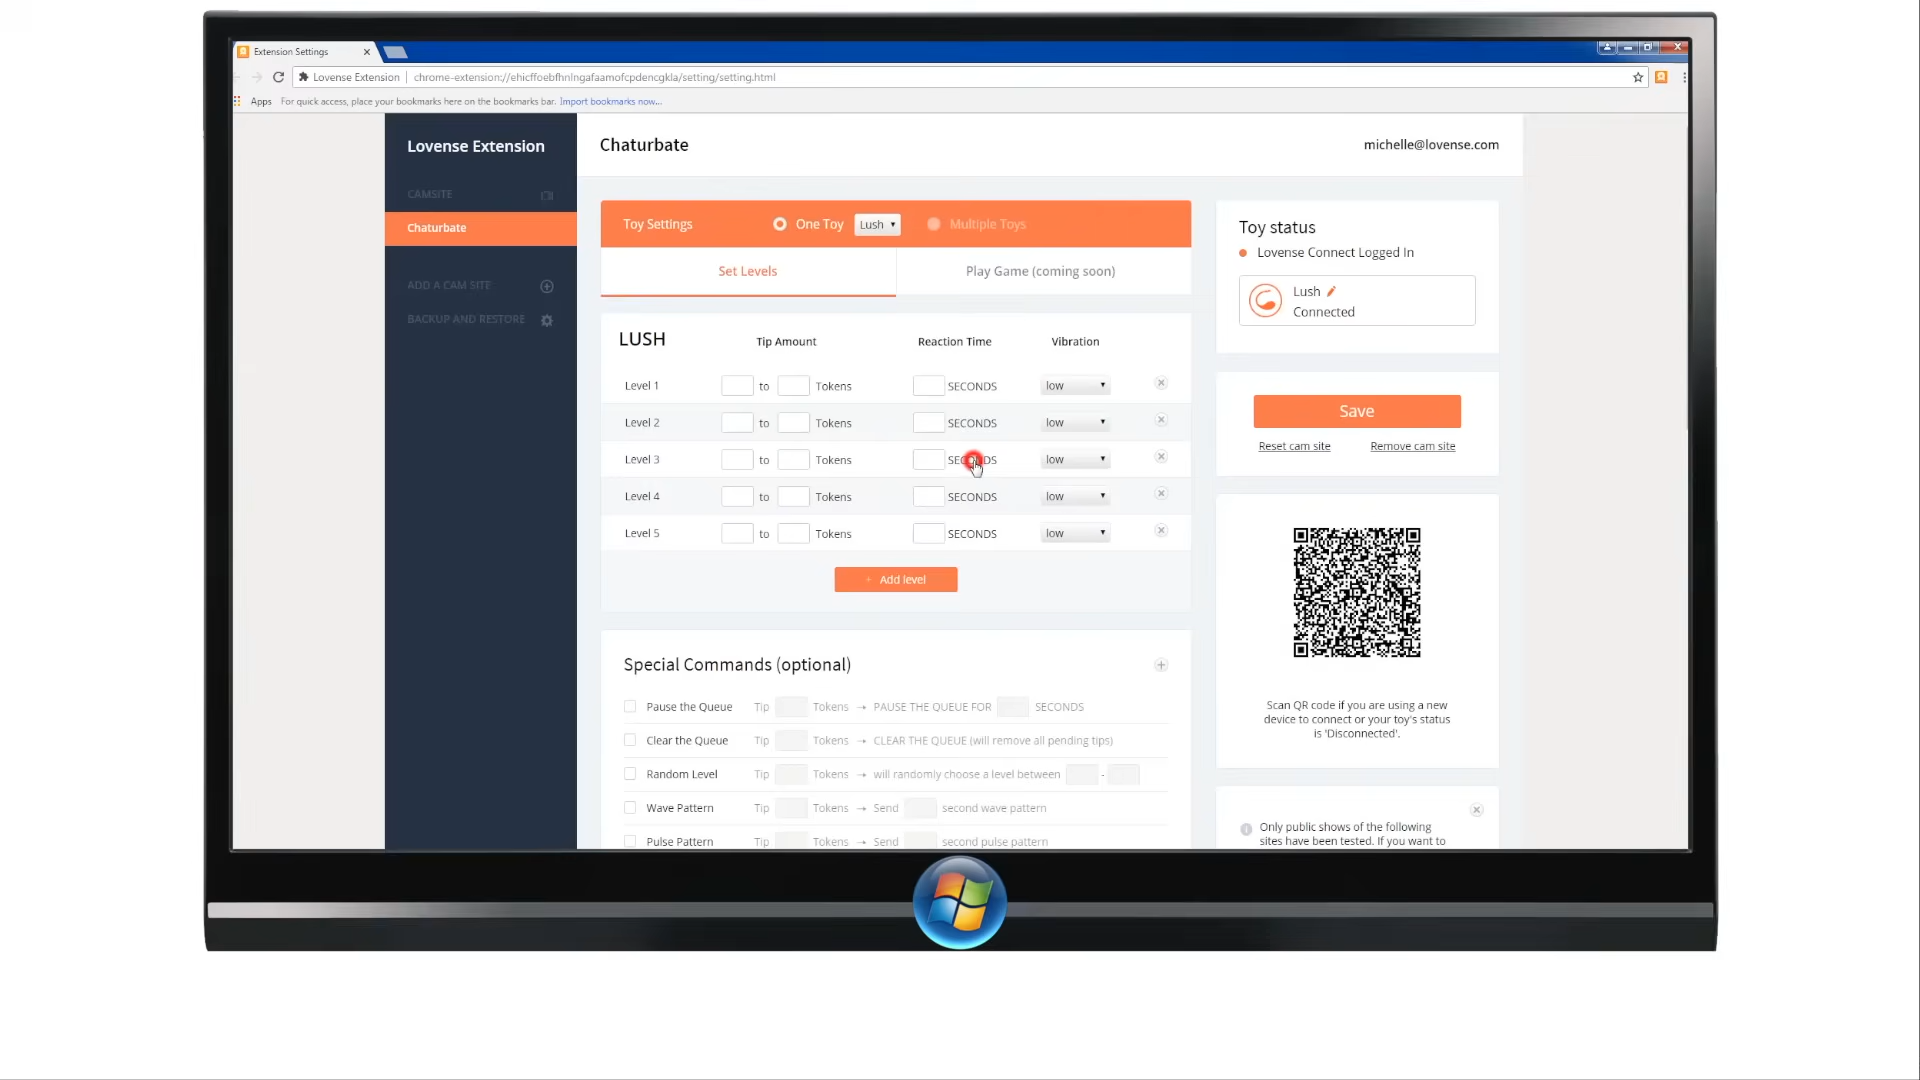 Extension Settings
Lovense Extension chrome-extension://ehicffoebfhnlngafaamofcpdencgkla/setting/setting.html
Apps For quick access, place your bookmarks here on the bookmarks bar. Import bookmarks now...
Lovense Extension
CAMSITE
Chaturbate
ADD A CAM SITE
BACKUP AND RESTORE
Chaturbate
michelle@lovense.com
Toy Settings One Toy Lush Multiple Toys
Set Levels Play Game (coming soon)
LUSH Tip Amount Reaction Time Vibration
Level 1 to Tokens SECONDS low
Level 2 to Tokens SECONDS low
Level 3 to Tokens SECONDS low
Level 4 to Tokens SECONDS low
Level 5 to Tokens SECONDS low
+ Add level
Special Commands (optional)
Pause the Queue Tip Tokens → PAUSE THE QUEUE FOR SECONDS
Clear the Queue Tip Tokens → CLEAR THE QUEUE (will remove all pending tips)
Random Level Tip Tokens → will randomly choose a level between -
Wave Pattern Tip Tokens → Send second wave pattern
Pulse Pattern Tip Tokens → Send second pulse pattern
Toy status
Lovense Connect Logged In
Lush
Connected
Save
Reset cam site Remove cam site
Scan QR code if you are using a new
device to connect or your toy's status
is 'Disconnected'.
Only public shows of the following
sites have been tested. If you want to